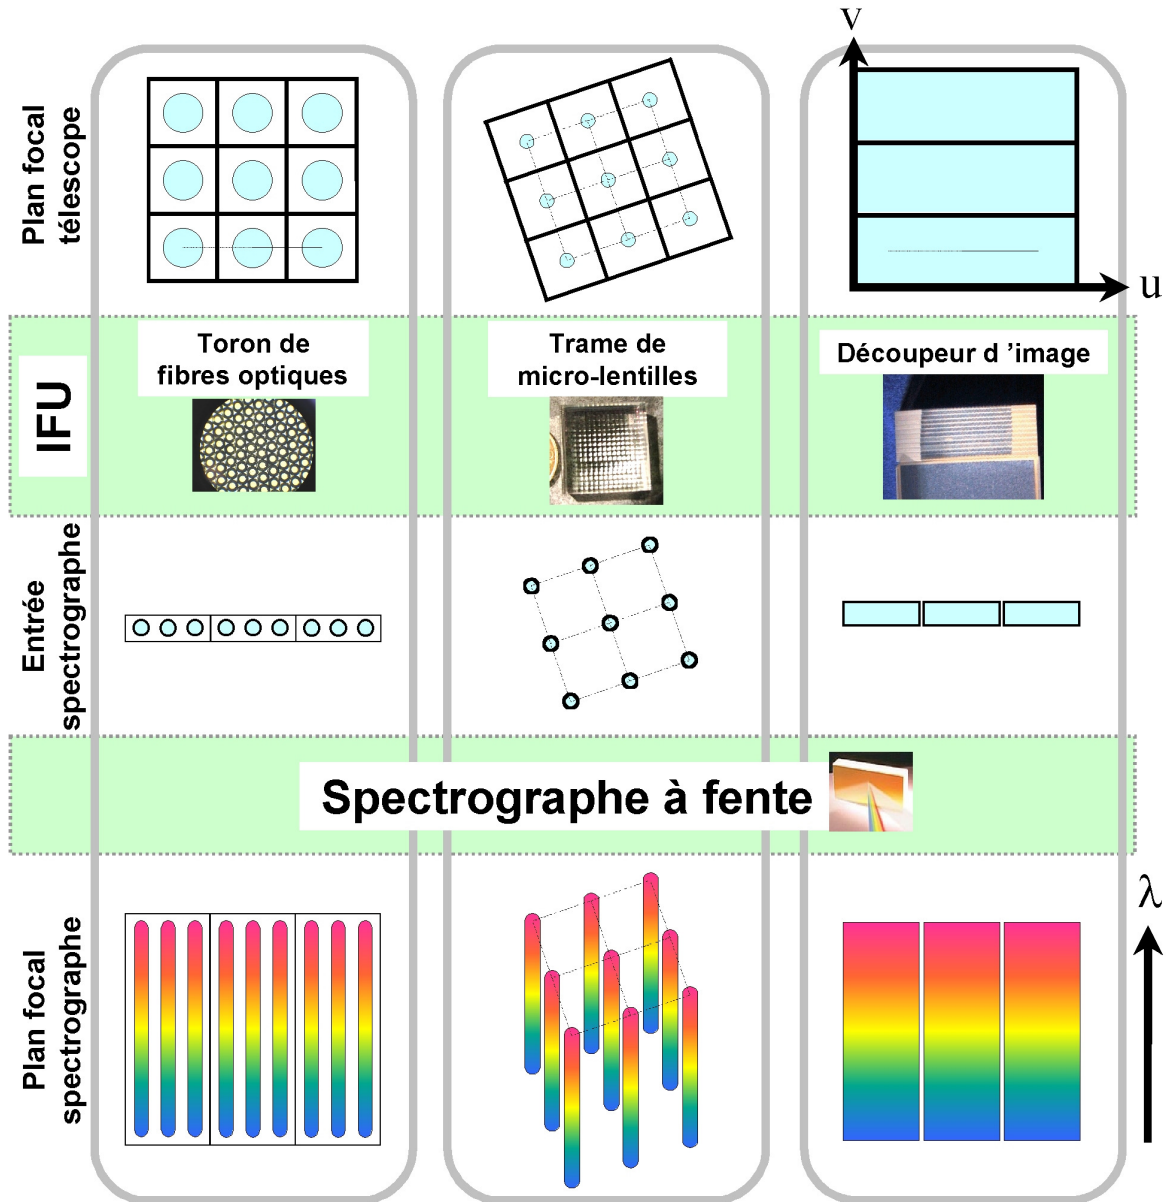 v
Plan focal
télescope
u
IFU
Toron de
fibres optiques
Trame de
micro-lentilles
Découpeur d ’image
Entrée
spectrographe
Spectrographe à fente
Plan focal
spectrographe
λ